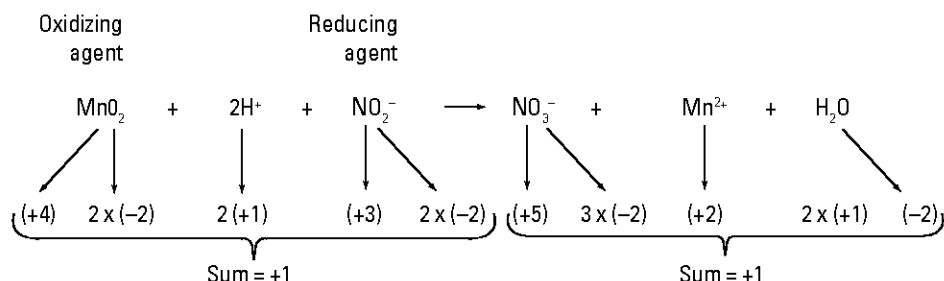 Oxidizing agent Reducing agent
MnO₂ + 2H⁺ + NO₂⁻ → NO₃⁻ + Mn²⁺ + H₂O
(+4) 2 x (−2) 2 (+1) (+3) 2 x (−2) (+5) 3 x (−2) (+2) 2 x (+1) (−2)
Sum = +1 Sum = +1